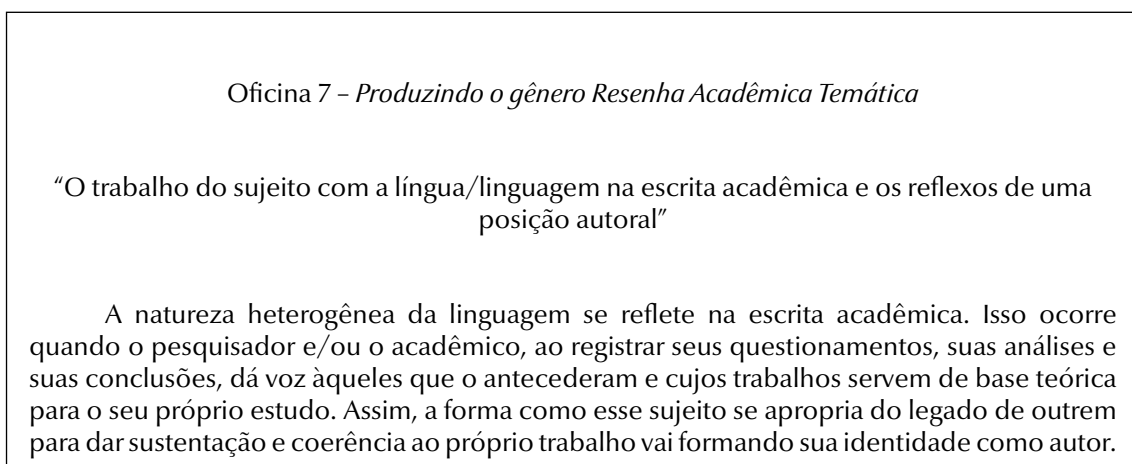 Oficina 7 – Produzindo o gênero Resenha Acadêmica Temática
“O trabalho do sujeito com a língua/linguagem na escrita acadêmica e os reflexos de uma
posição autoral”
A natureza heterogênea da linguagem se reflete na escrita acadêmica. Isso ocorre
quando o pesquisador e/ou o acadêmico, ao registrar seus questionamentos, suas análises e
suas conclusões, dá voz àqueles que o antecederam e cujos trabalhos servem de base teórica
para o seu próprio estudo. Assim, a forma como esse sujeito se apropria do legado de outrem
para dar sustentação e coerência ao próprio trabalho vai formando sua identidade como autor.